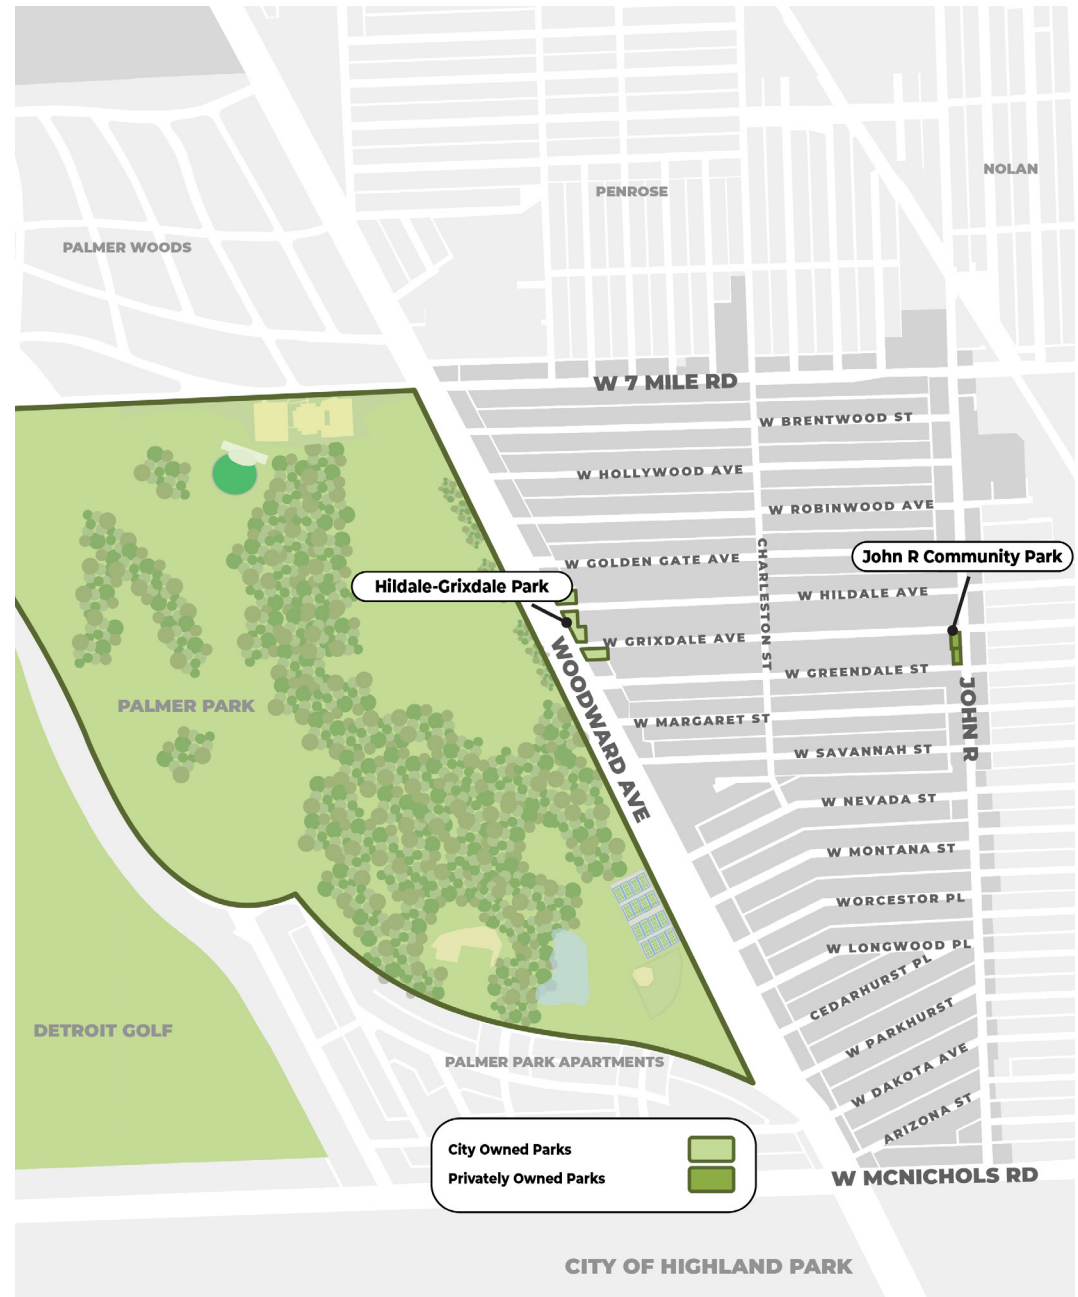 NOLAN
PENROSE
PALMER WOODS
W 7 MILE RD
W BRENTWOOD ST
W HOLLYWOOD AVE
W ROBINWOOD AVE
CHARLESTON ST
John R Community Park
W GOLDEN GATE AVE
Hildale-Grixdale Park
W HILDALE AVE
W GRIXDALE AVE
W GREENDALE ST
WOODWARD AVE
JOHN R
PALMER PARK
W MARGARET ST
W SAVANNAH ST
W NEVADA ST
W MONTANA ST
WORCESTOR PL
W LONGWOOD PL
CEDARHURST PL
W PARKHURST
DETROIT GOLF
PALMER PARK APARTMENTS
W DAKOTA AVE
ARIZONA ST
City Owned Parks
Privately Owned Parks
W MCNICHOLS RD
CITY OF HIGHLAND PARK